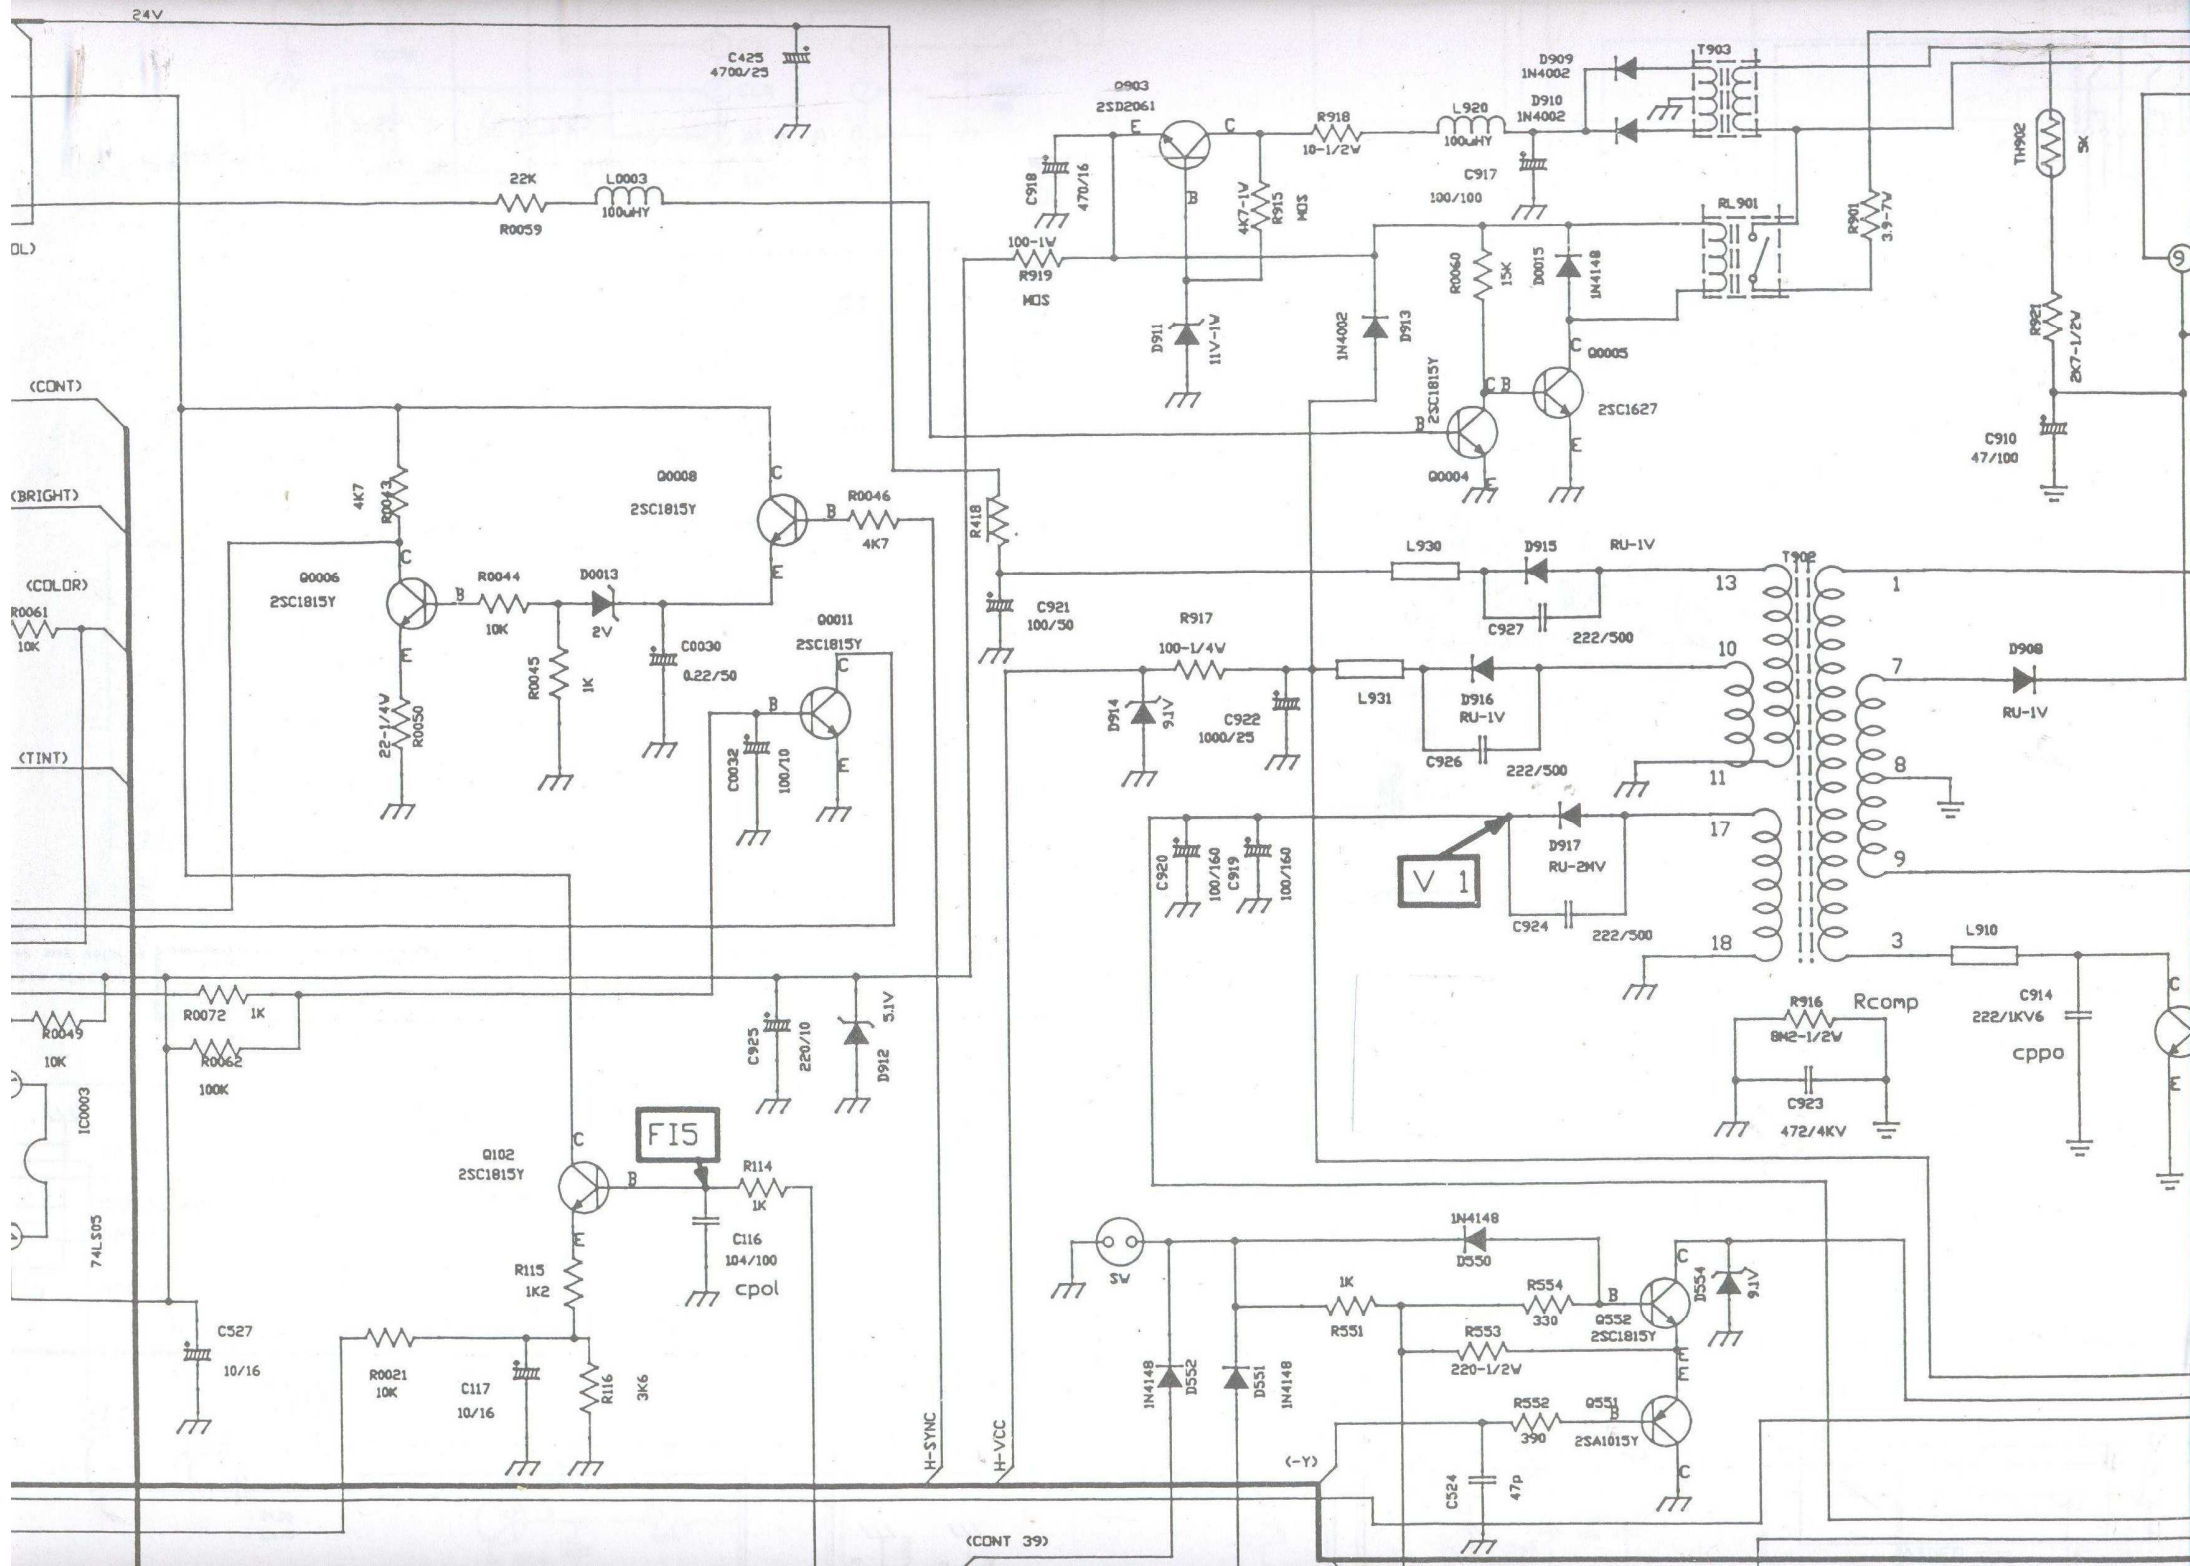 24V
C425
4700/25
22K
R0059
L0003
100uHY
OL)
Q903
2SD2061
E
C
B
C918
470/16
R918
10-1/2W
4K7-1W
R915
MOS
L920
100uHY
C917
100/100
D909
1N4002
D910
1N4002
T903
RL901
R901
3.9-7W
TH902
5K
R921
2K7-1/2W
9
C910
47/100
100-1W
R919
MOS
D911
11V-1W
1N4002
D913
R0060
15K
D0015
1N4148
2SC1815Y
C B
C
Q0005
2SC1627
E
B
Q0004
E
(CONT)
(BRIGHT)
(COLOR)
R0061
10K
(TINT)
4K7
R0043
C
Q0006
2SC1815Y
B
E
22-1/4W
R0050
R0044
10K
R0045
1K
D0013
2V
C0030
0.22/50
Q0008
2SC1815Y
C
B
E
R0046
4K7
Q0011
2SC1815Y
C
B
E
C0032
100/10
R418
C921
100/50
L930
D915
RU-1V
C927
222/500
R917
100-1/4W
D914
9.1V
C922
1000/25
L931
D916
RU-1V
C926
222/500
T902
13
10
11
17
18
1
7
8
9
3
D908
RU-1V
C920
100/160
C919
100/160
V 1
D917
RU-2MV
C924
222/500
L910
C914
222/1KV6
cppo
C
E
R916
8M2-1/2W
Rcomp
C923
472/4KV
R0072
1K
R0049
10K
R0062
100K
IC0003
74LS05
C925
220/10
5.1V
D912
FI5
Q102
2SC1815Y
C
B
E
R114
1K
C116
104/100
cpol
R115
1K2
C527
10/16
R0021
10K
C117
10/16
R116
3K6
H-SYNC
H-VCC
SW
1N4148
D550
1K
R551
R554
330
R553
220-1/2W
B
Q552
2SC1815Y
C
E
E
D554
9.1V
1N4148
D552
D551
1N4148
R552
390
Q551
B
2SA1015Y
C
(-Y)
C524
47p
(CONT 39)